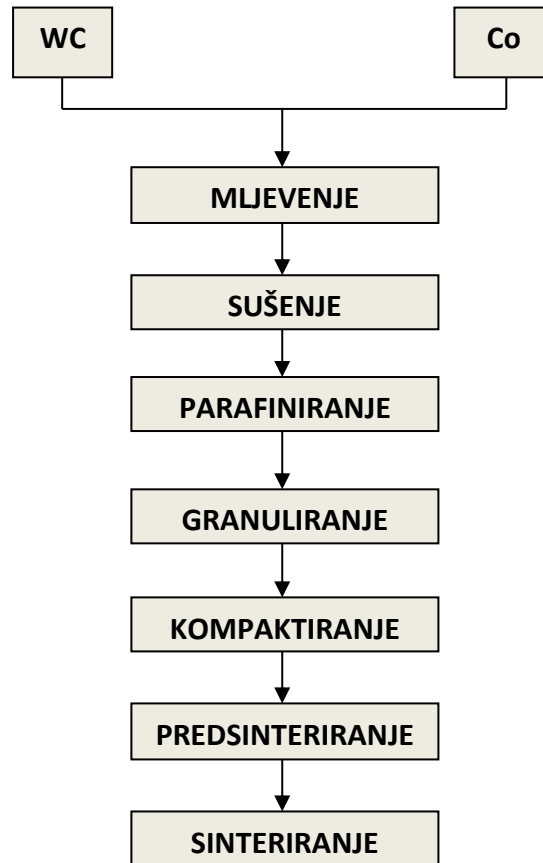 WC
Co
MLJEVENJE
SUŠENJE
PARAFINIRANJE
GRANULIRANJE
KOMPAKTIRANJE
PREDSINTERIRANJE
SINTERIRANJE